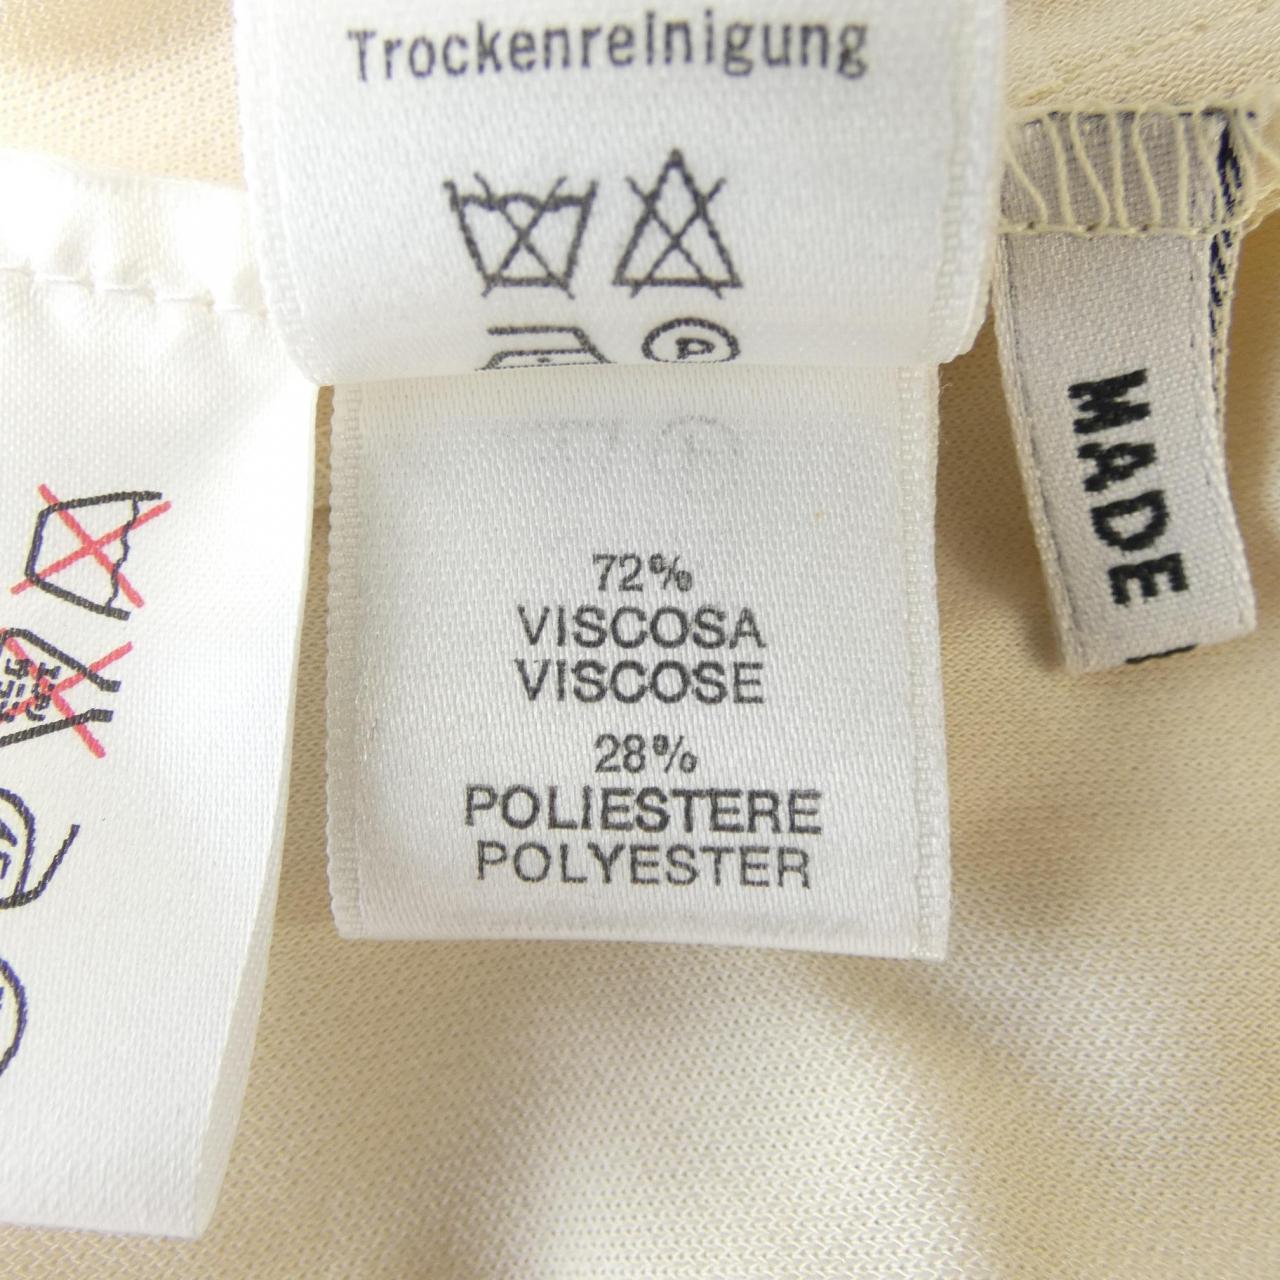 Trockenreinigung
P
72%
VISCOSA
VISCOSE
28%
POLIESTERE
POLYESTER
MADE